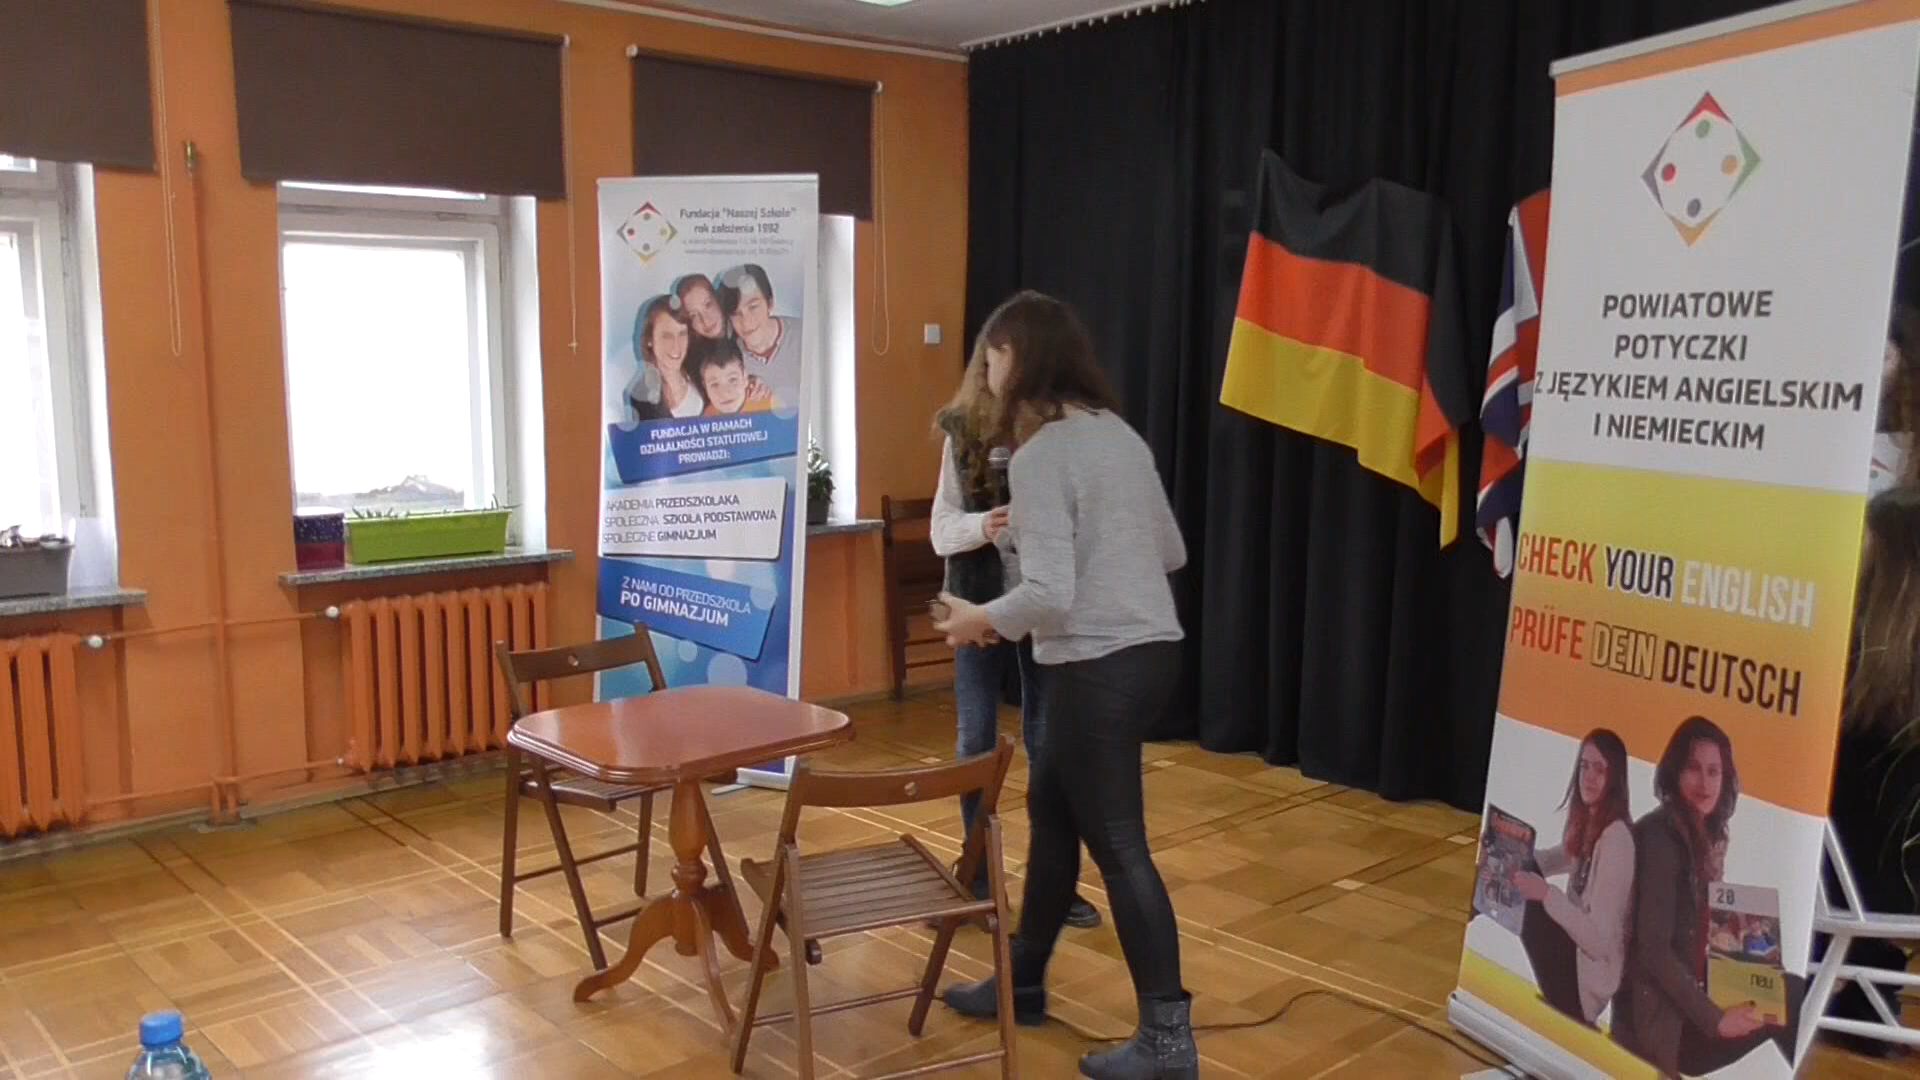 Fundacja "Naszej Szkole"
rok założenia 1992
FUNDACJA W RAMACH
DZIAŁALNOŚCI STATUTOWEJ
PROWADZI:
AKADEMIA PRZEDSZKOLAKA
SPOŁECZNA SZKOŁA PODSTAWOWA
SPOŁECZNE GIMNAZJUM
Z NAMI OD PRZEDSZKOLA
PO GIMNAZJUM
POWIATOWE
POTYCZKI
Z JĘZYKIEM ANGIELSKIM
I NIEMIECKIM
CHECK YOUR ENGLISH
PRÜFE DEIN DEUTSCH
neu